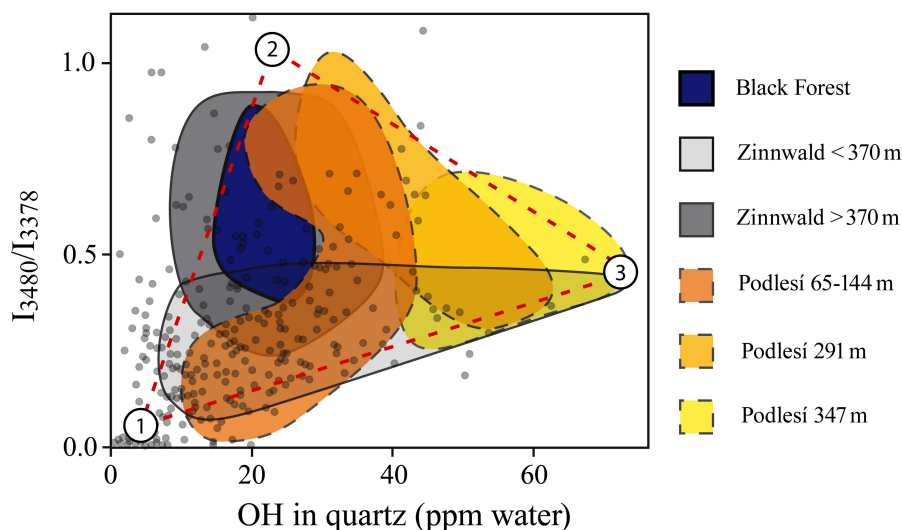 1.0
0.5
0.0
I3480/I3378
0
20
40
60
OH in quartz (ppm water)
1
2
3
Black Forest
Zinnwald < 370 m
Zinnwald > 370 m
Podlesí 65-144 m
Podlesí 291 m
Podlesí 347 m